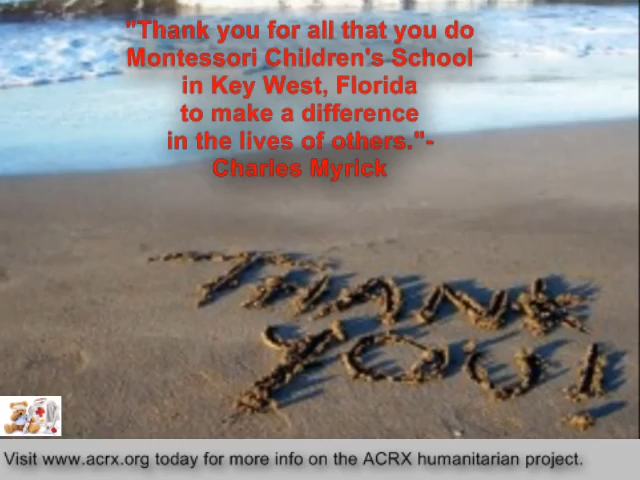 "Thank you for all that you do
Montessori Children's School
in Key West, Florida
to make a difference
in the lives of others."-
Charles Myrick
THANK
YOU!
Visit www.acrx.org today for more info on the ACRX humanitarian project.